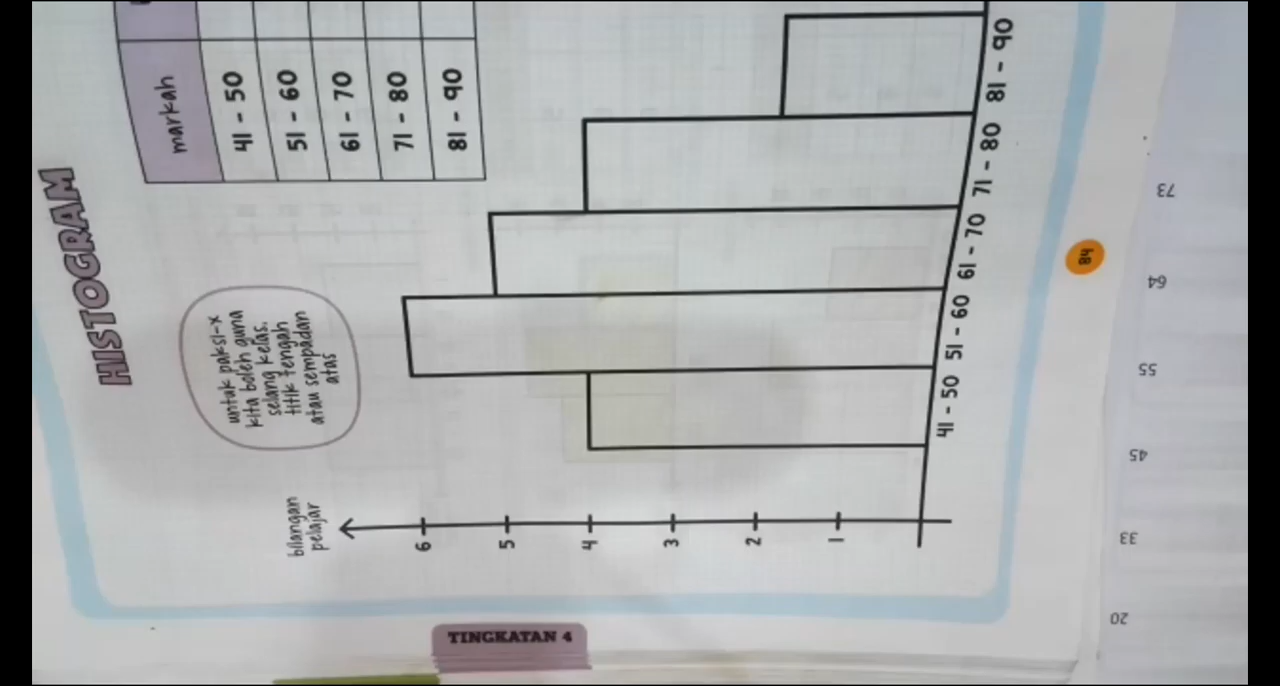 HISTOGRAM
markah
41 - 50
51 - 60
61 - 70
71 - 80
81 - 90
untuk paksi-x
kita boleh guna
selang kelas,
titik tengah
atau sempadan
atas
bilangan
pelajar
6
5
4
3
2
1
41 - 50 51 - 60 61 - 70 71 - 80 81 - 90
48
TINGKATAN 4
20
33
45
55
64
73